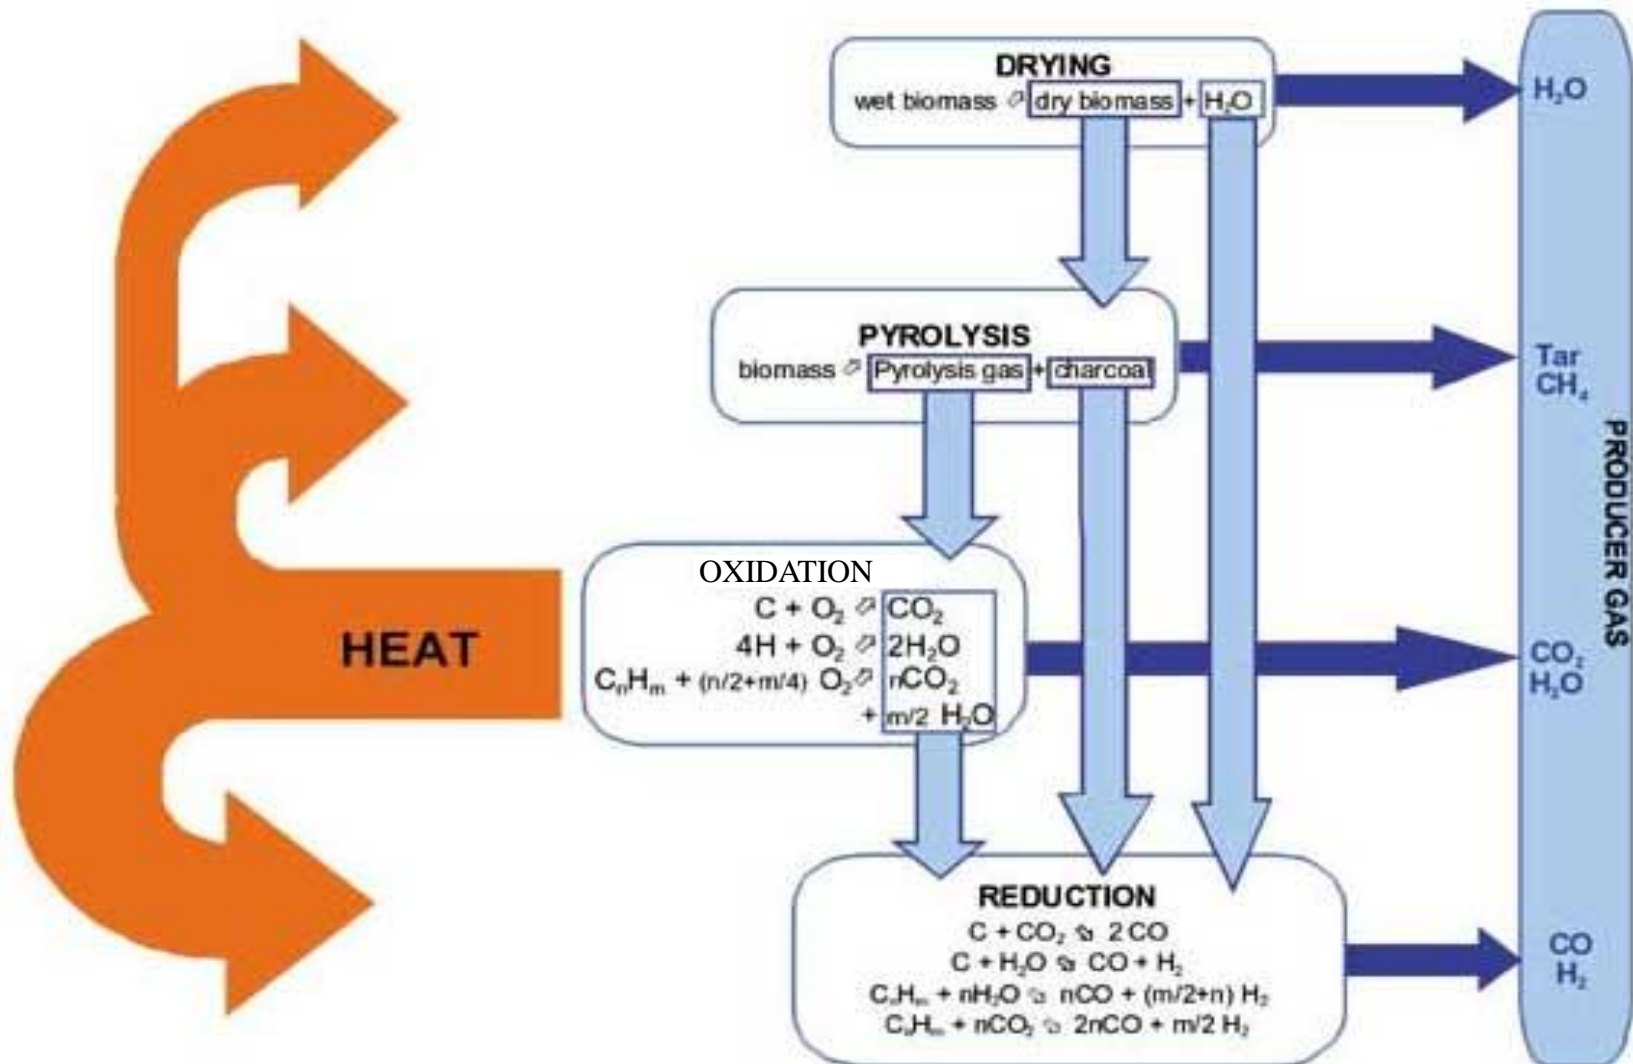 DRYING
wet biomass ⇗ dry biomass + H₂O
H₂O
PYROLYSIS
biomass ⇗ Pyrolysis gas + charcoal
Tar
CH₄
PRODUCER GAS
HEAT
OXIDATION
C + O₂ ⇗ CO₂
4H + O₂ ⇗ 2H₂O
CₙHₘ + (n/2+m/4) O₂ ⇗ nCO₂
+ m/2 H₂O
CO₂
H₂O
REDUCTION
C + CO₂ ⇘ 2 CO
C + H₂O ⇘ CO + H₂
CₙHₘ + nH₂O ⇘ nCO + (m/2+n) H₂
CₙHₘ + nCO₂ ⇘ 2nCO + m/2 H₂
CO
H₂